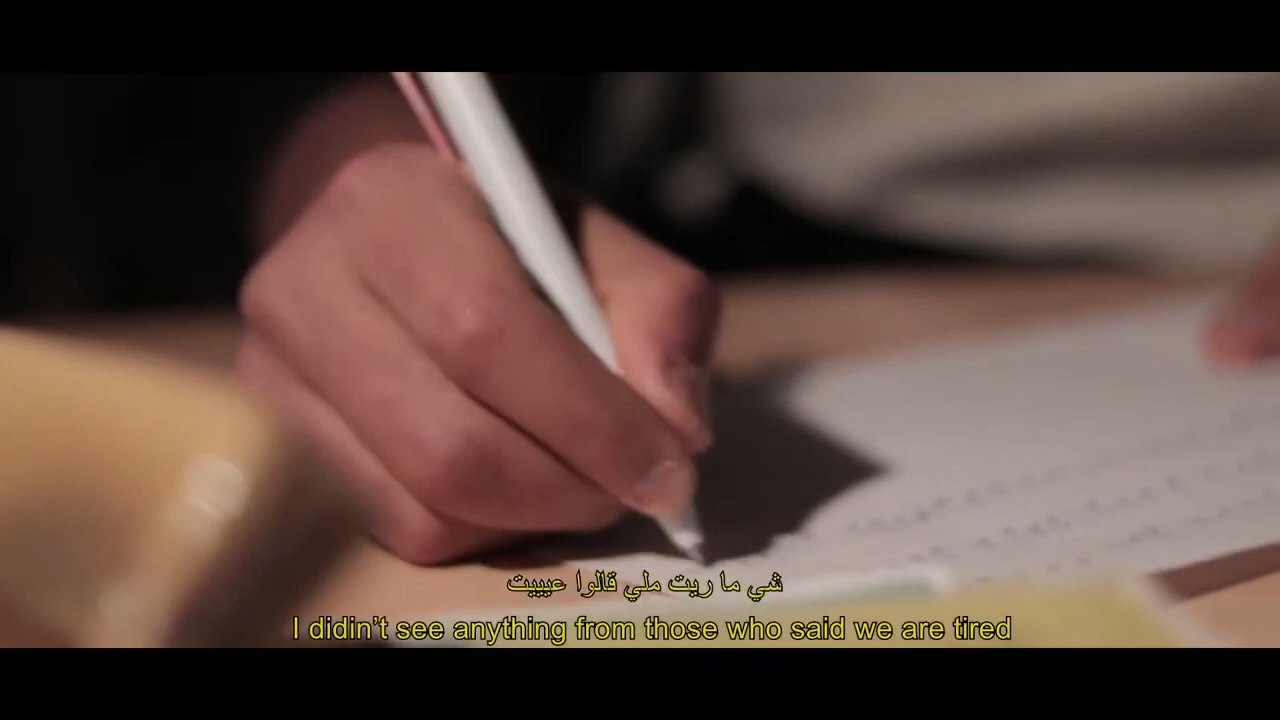 شي ما ريت ملي قالوا عيييت
I didin’t see anything from those who said we are tired